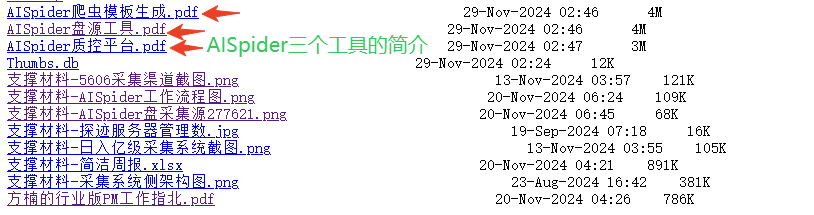 AISpider爬虫模板生成.pdf 29-Nov-2024 02:46 4M
AISpider盘源工具.pdf 29-Nov-2024 02:46 4M
AISpider质控平台.pdf AISpider三个工具的简介 29-Nov-2024 02:47 3M
Thumbs.db 29-Nov-2024 02:24 12K
支撑材料-5606采集渠道截图.png 13-Nov-2024 03:57 121K
支撑材料-AISpider工作流程图.png 20-Nov-2024 06:24 109K
支撑材料-AISpider盘采集源277621.png 20-Nov-2024 06:45 68K
支撑材料-探迹服务器管理数.jpg 19-Sep-2024 07:18 16K
支撑材料-日入亿级采集系统截图.png 13-Nov-2024 03:55 105K
支撑材料-简洁周报.xlsx 20-Nov-2024 04:21 891K
支撑材料-采集系统侧架构图.png 23-Aug-2024 16:42 381K
方楠的行业版PM工作指北.pdf 20-Nov-2024 04:26 786K